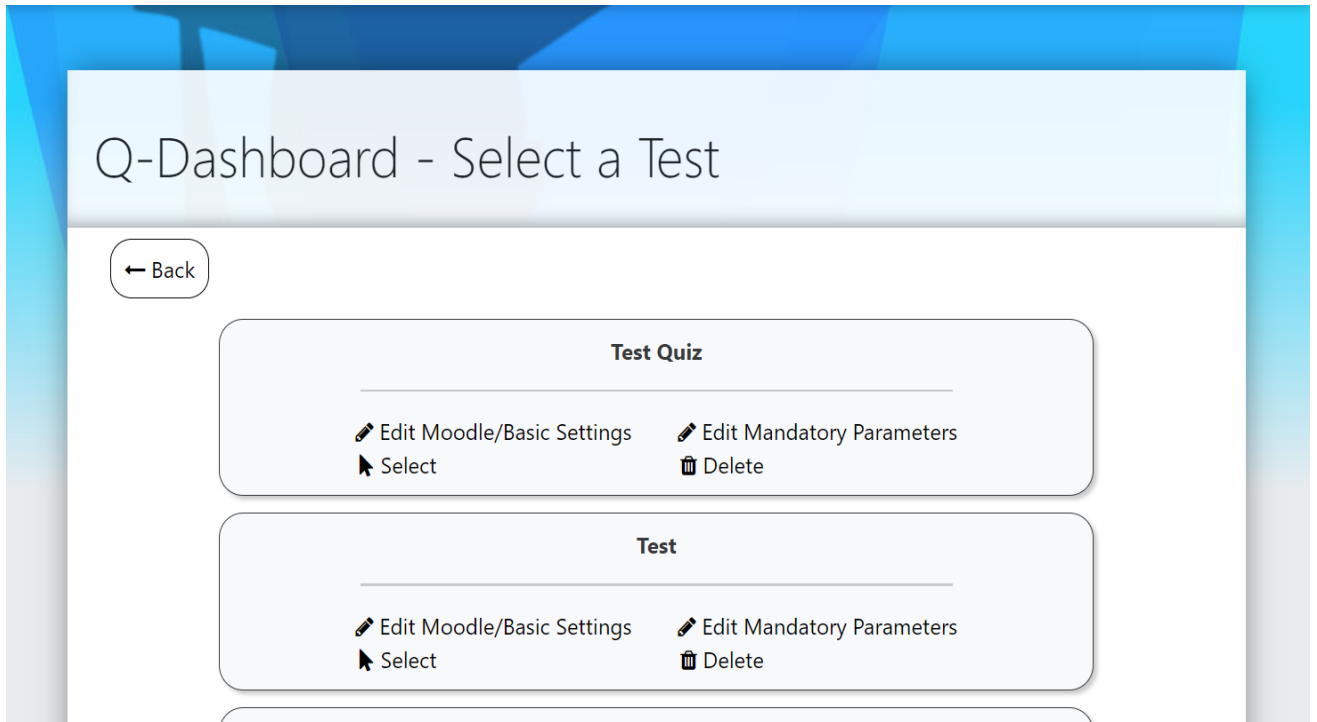 Q-Dashboard - Select a Test
Back
Test Quiz
Edit Moodle/Basic Settings Edit Mandatory Parameters
Select Delete
Test
Edit Moodle/Basic Settings Edit Mandatory Parameters
Select Delete